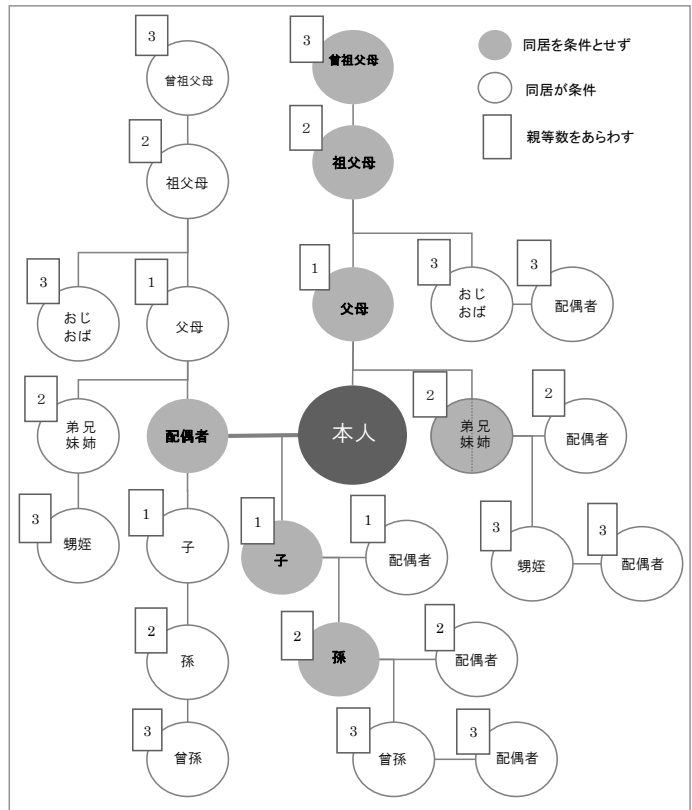 3
曾祖父母
3
曾祖父母
同居を条件とせず
同居が条件
親等数をあらわす
2
祖父母
2
祖父母
3
おじ
おば
1
父母
1
父母
3
おじ
おば
3
配偶者
2
弟兄
妹姉
配偶者
本人
2
弟兄
妹姉
2
配偶者
3
甥姪
1
子
1
子
1
配偶者
3
甥姪
3
配偶者
2
孫
2
孫
2
配偶者
3
曾孫
3
曾孫
3
配偶者